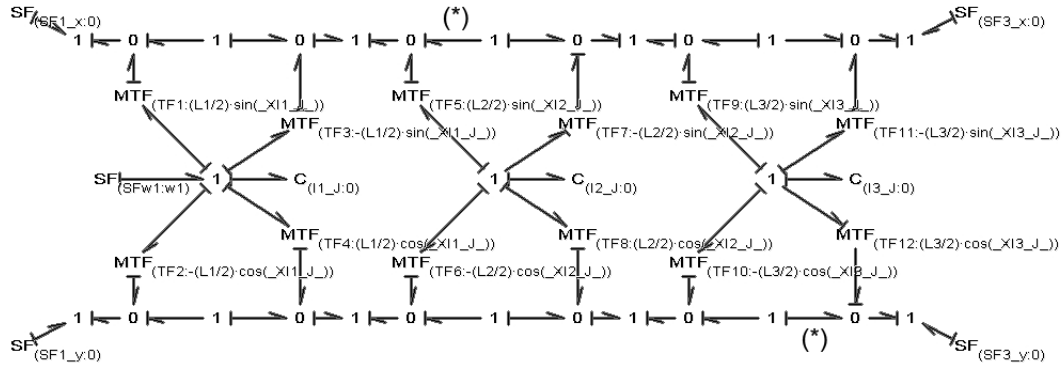 (*)
SF(SF1_x:0) SF(SF3_x:0)
1 0 1 0 1 0 1 0 1 0 1 0 1
MTF(TF1:(L1/2)·sin(_XI1_J_)) MTF(TF5:(L2/2)·sin(_XI2_J_)) MTF(TF9:(L3/2)·sin(_XI3_J_))
MTF(TF3:-(L1/2)·sin(_XI1_J_)) MTF(TF7:-(L2/2)·sin(_XI2_J_)) MTF(TF11:-(L3/2)·sin(_XI3_J_))
SF(SFw1:w1) 1 C(I1_J:0) 1 C(I2_J:0) 1 C(I3_J:0)
MTF(TF4:(L1/2)·cos(_XI1_J_)) MTF(TF8:(L2/2)·cos(_XI2_J_)) MTF(TF12:(L3/2)·cos(_XI3_J_))
MTF(TF2:-(L1/2)·cos(_XI1_J_)) MTF(TF6:-(L2/2)·cos(_XI2_J_)) MTF(TF10:-(L3/2)·cos(_XI3_J_))
1 0 1 0 1 0 1 0 1 0 1 0 1
(*)
SF(SF1_y:0) SF(SF3_y:0)